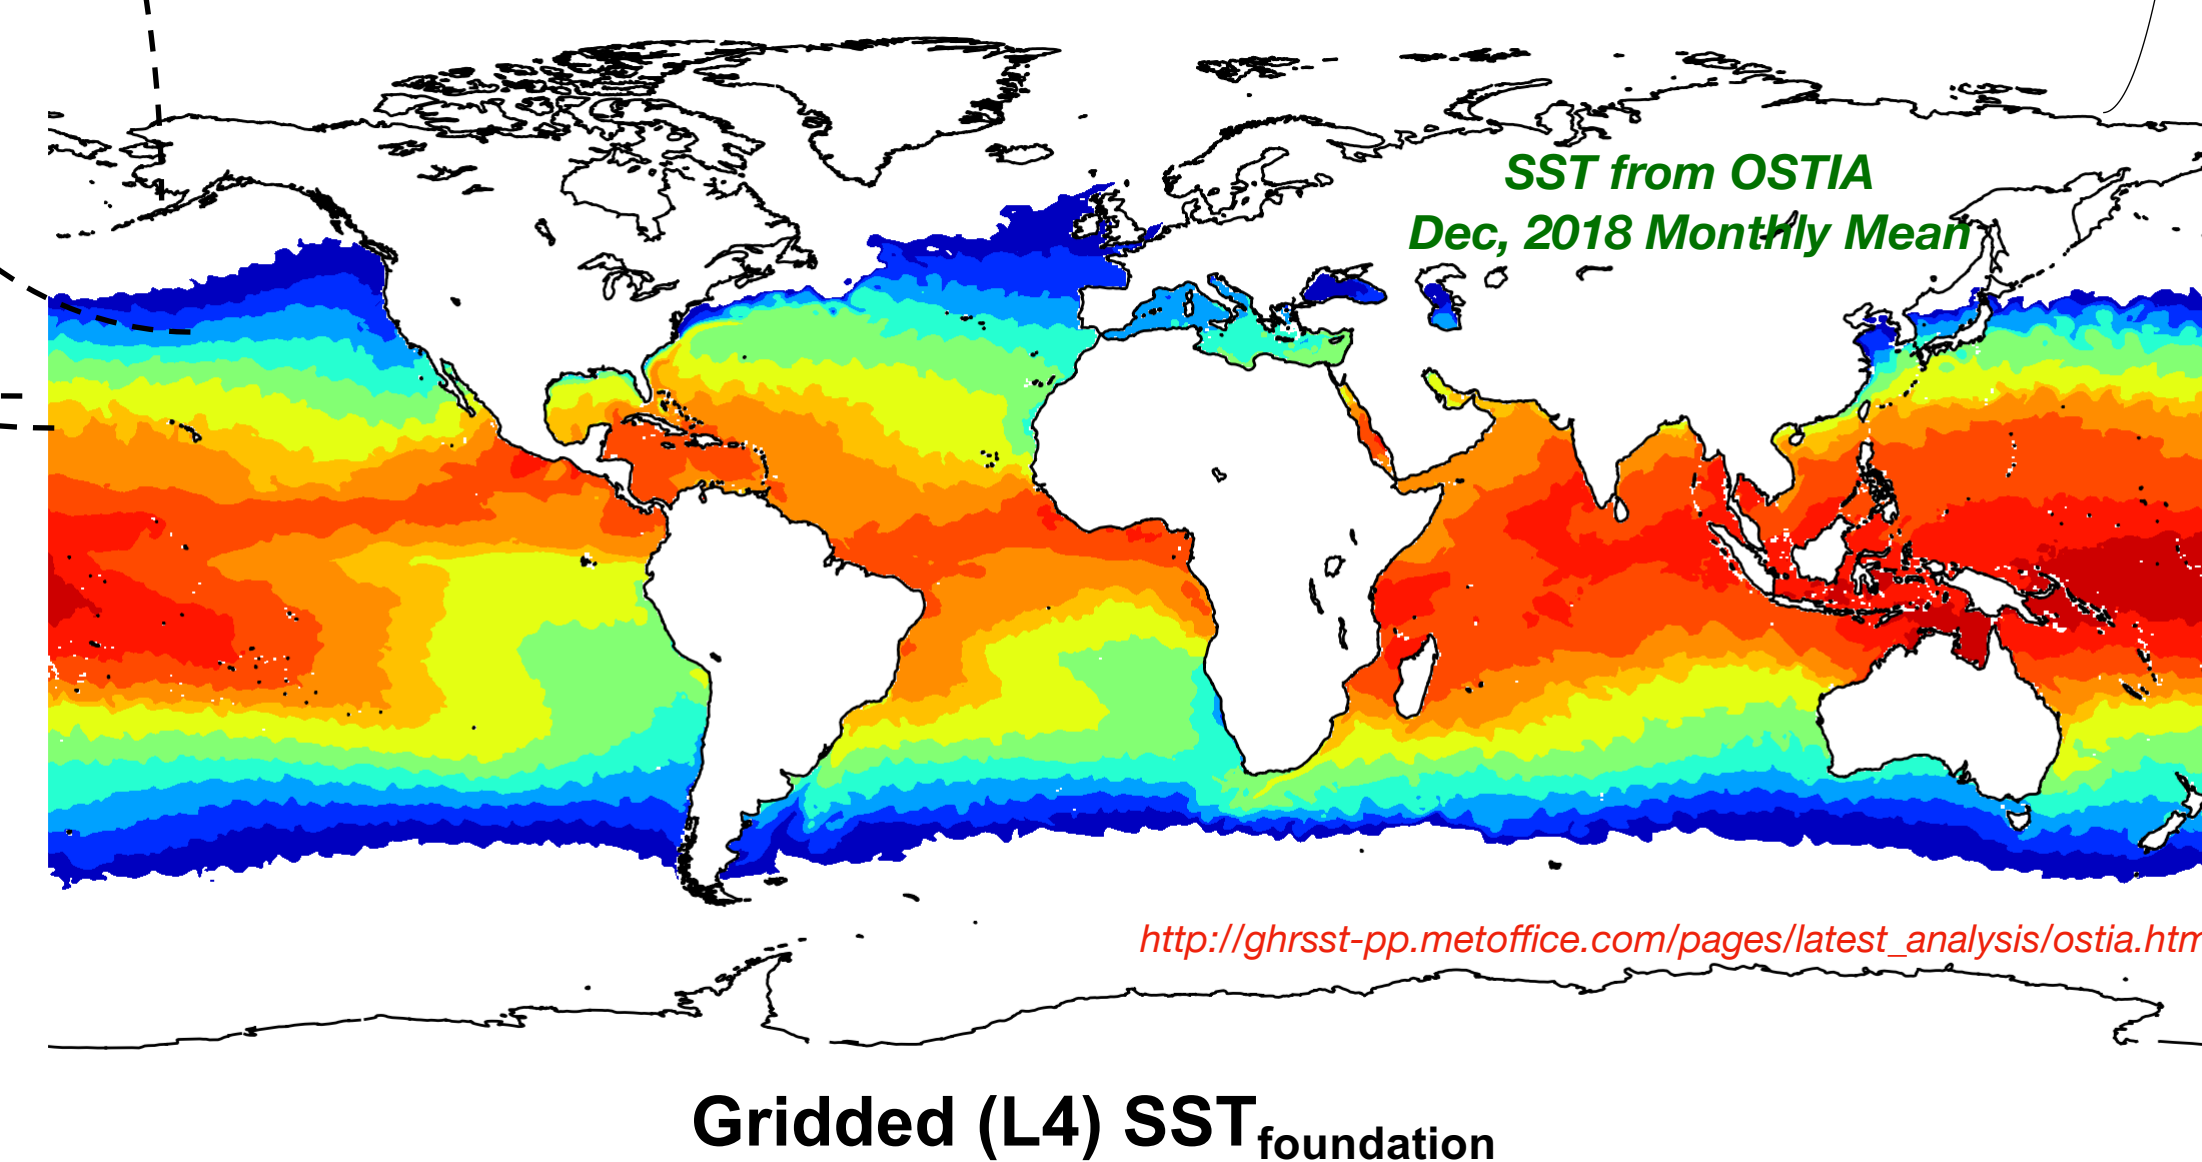 SST from OSTIA
Dec, 2018 Monthly Mean
http://ghrsst-pp.metoffice.com/pages/latest_analysis/ostia.htm
Gridded (L4) SSTfoundation